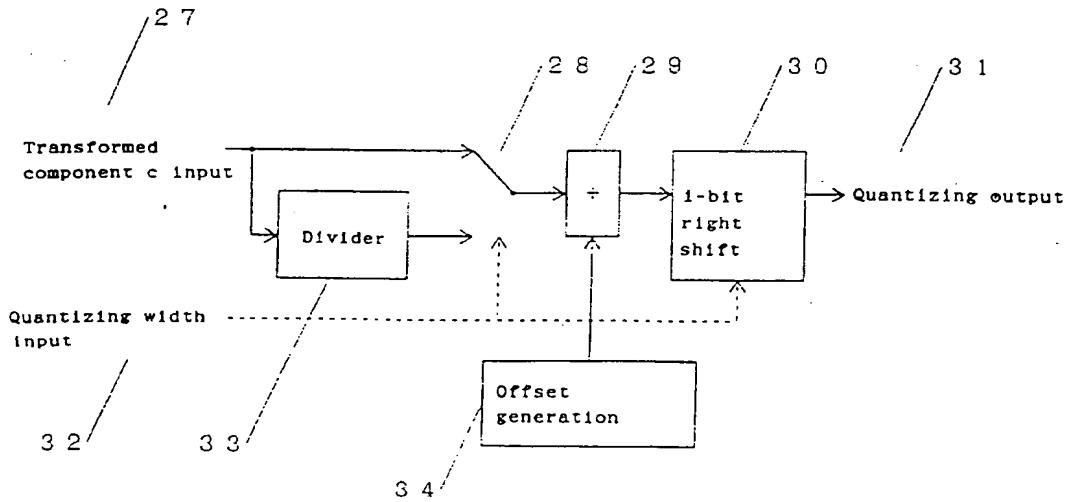 27
28
29
30
31
Transformed
component c input
÷
i-bit
right
shift
Quantizing output
Divider
Quantizing width
input
Offset
generation
32
33
34